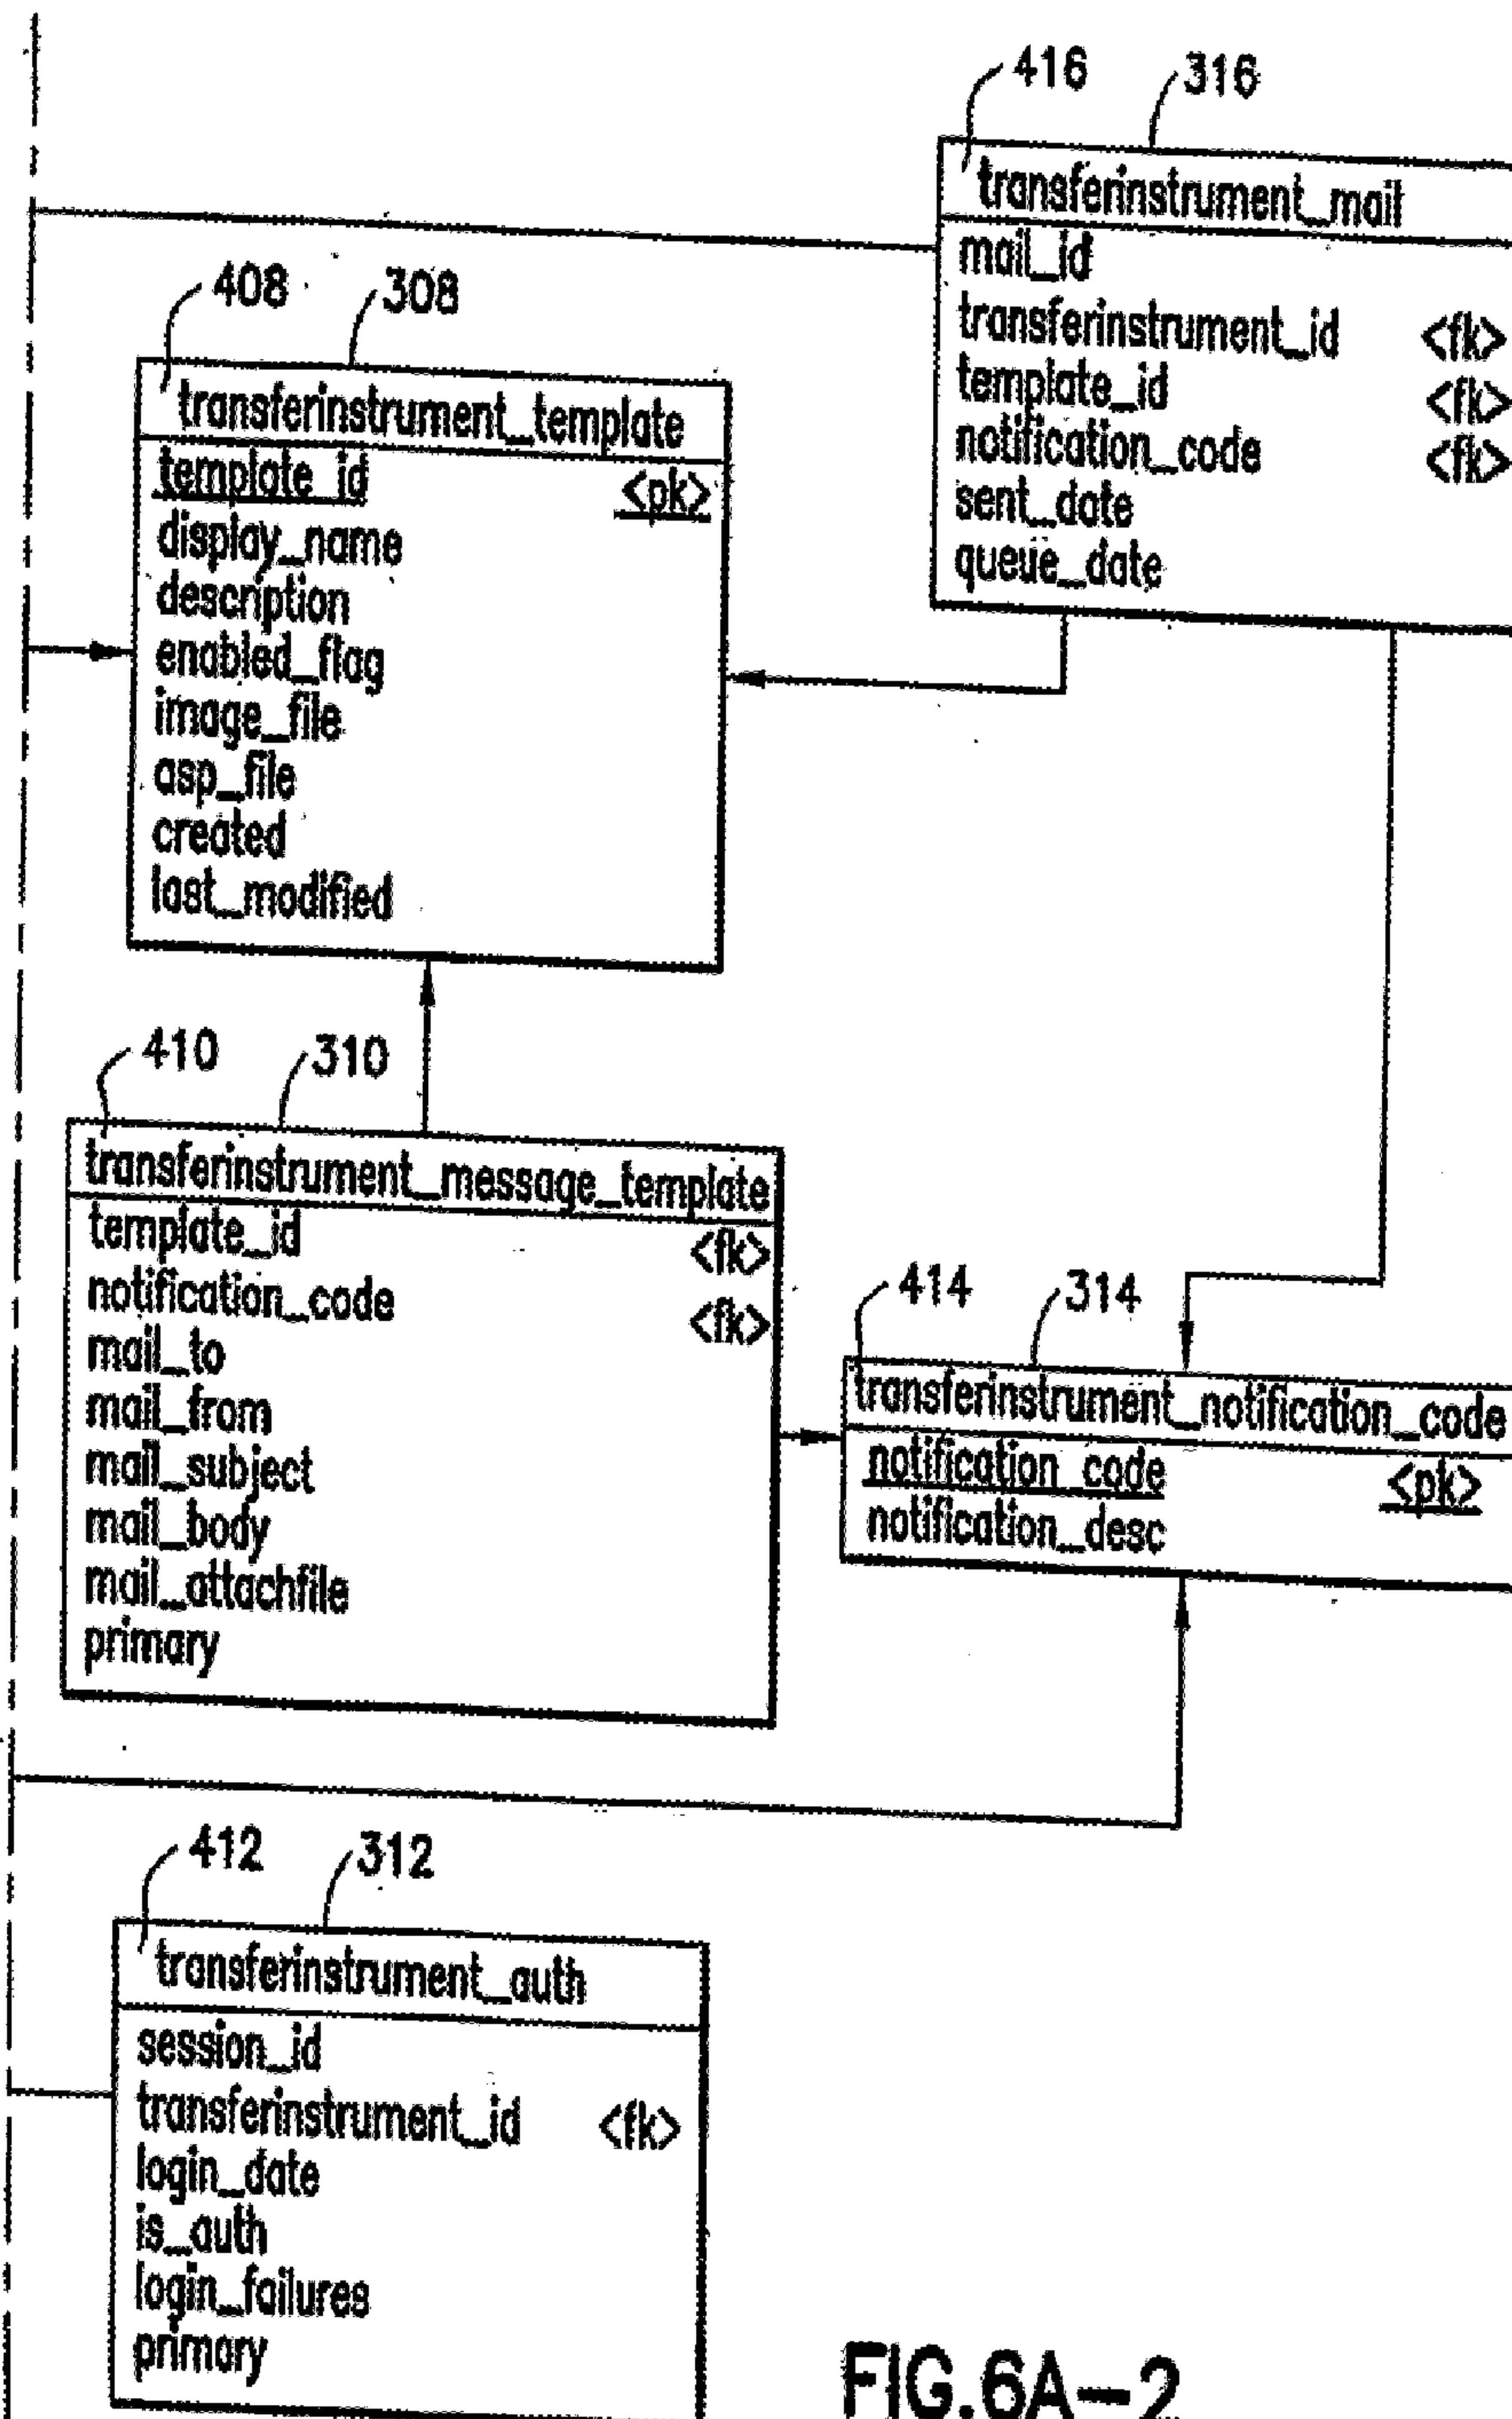 416 316
transferinstrument_mail
mail_id
transferinstrument_id <fk>
template_id <fk>
notification_code <fk>
sent_date
queue_date
408 308
transferinstrument_template
template_id <pk>
display_name
description
enabled_flag
image_file
asp_file
created
last_modified
410 310
transferinstrument_message_template
template_id <fk>
notification_code <fk>
mail_to
mail_from
mail_subject
mail_body
mail_attachfile
primary
414 314
transferinstrument_notification_code
notification_code <pk>
notification_desc
412 312
transferinstrument_auth
session_id
transferinstrument_id <fk>
login_date
is_auth
login_failures
primary
FIG.6A-2